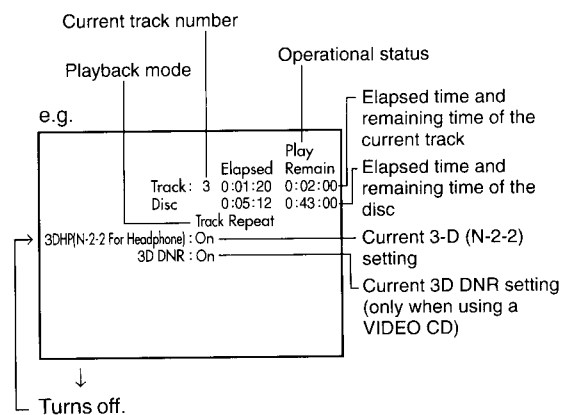 Current track number
Operational status
Playback mode
e.g.
Play
Elapsed Remain
Track: 3 0:01:20 0:02:00
Disc 0:05:12 0:43:00
Track Repeat
3DHP(N-2-2 For Headphone) : On
3D DNR : On
Elapsed time and
remaining time of the
current track
Elapsed time and
remaining time of the
disc
Current 3-D (N-2-2)
setting
Current 3D DNR setting
(only when using a
VIDEO CD)
Turns off.